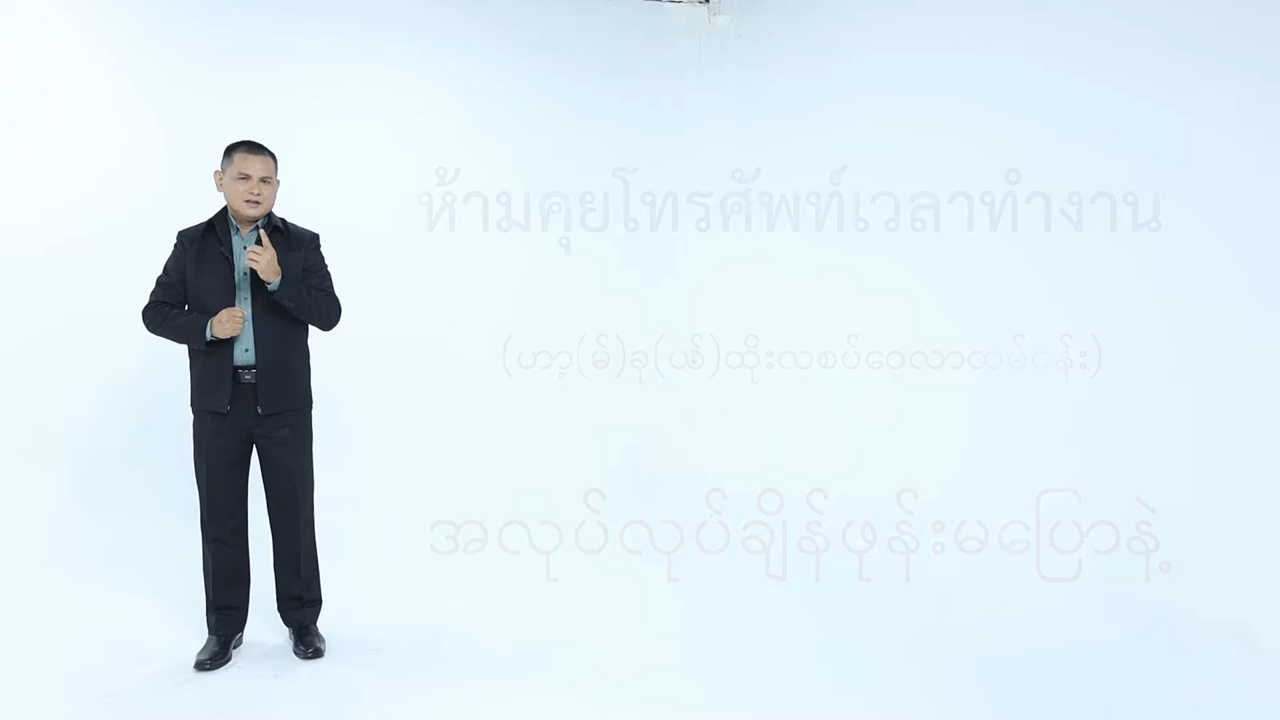 ห้ามคุยโทรศัพท์เวลาทำงาน
(ဟာ့(မ်)ခု(ယ်)ထိုးလစပ်ဝေလာထမ်ငန်း)
အလုပ်လုပ်ချိန်ဖုန်းမပြောနဲ့